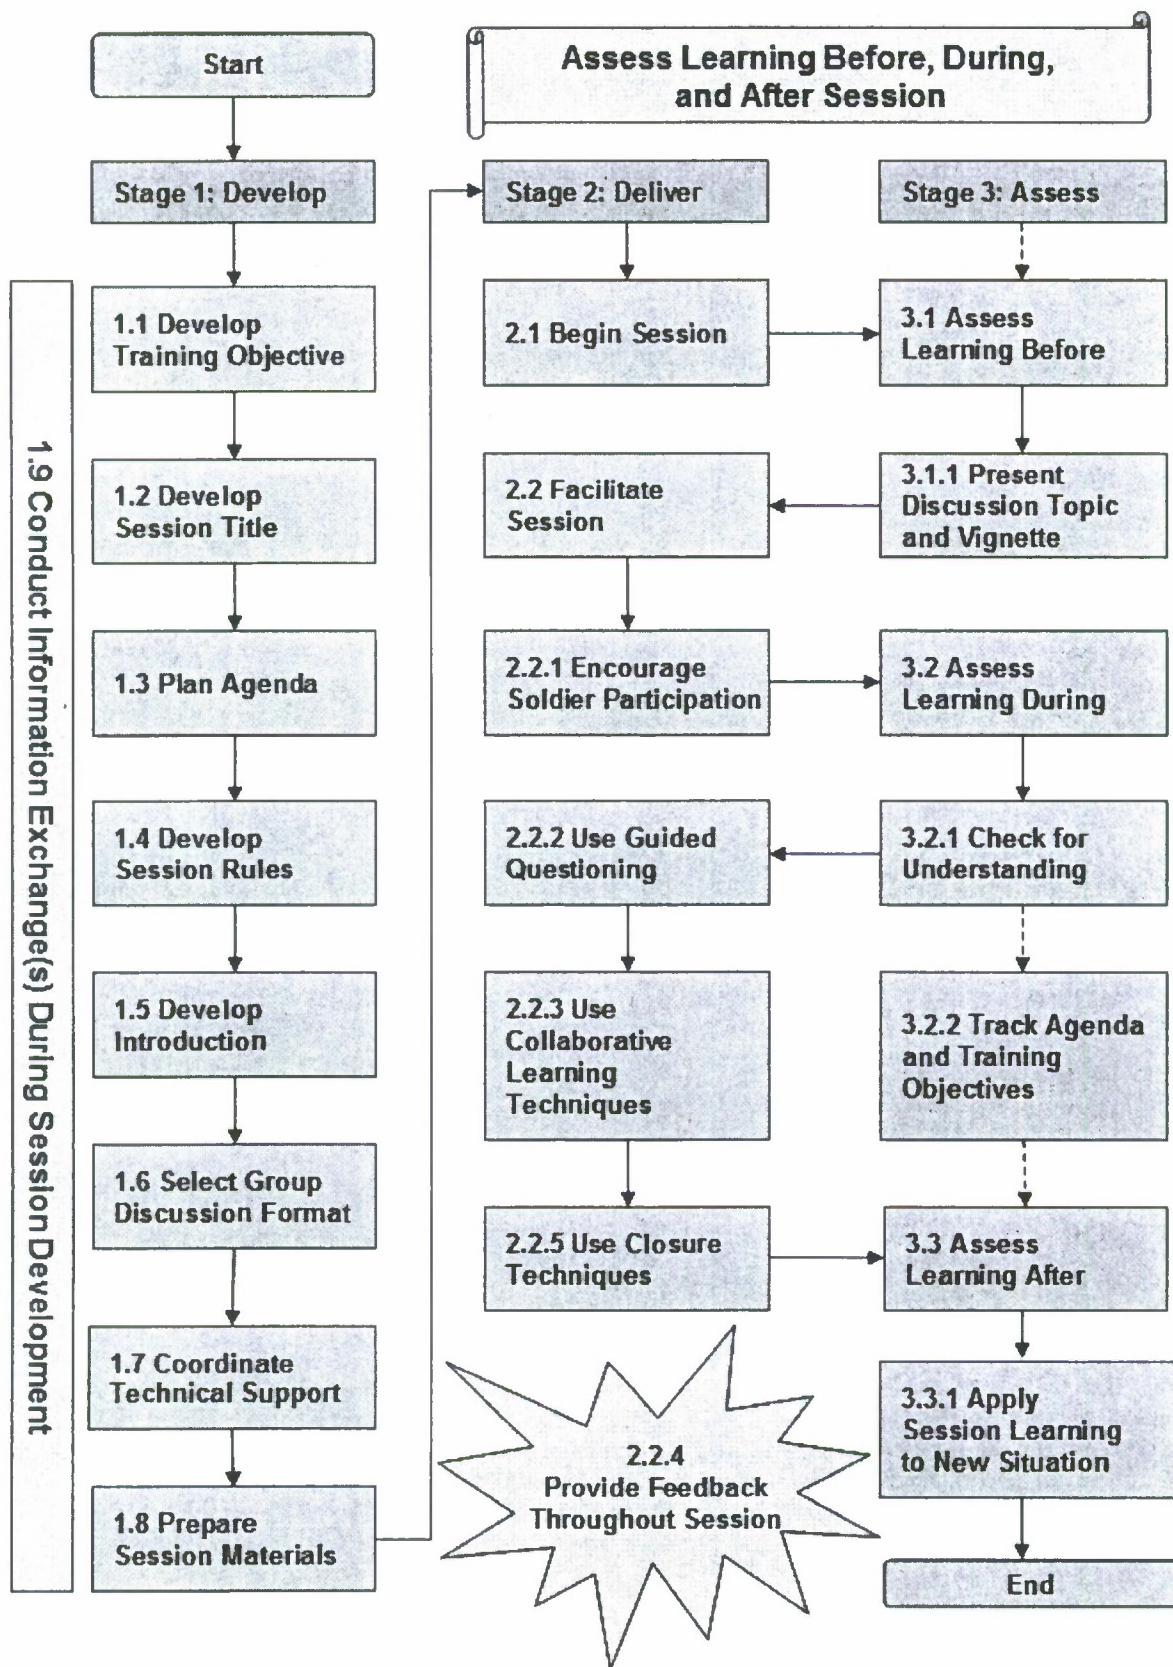 Start
Assess Learning Before, During,
and After Session
Stage 1: Develop
Stage 2: Deliver
Stage 3: Assess
1.9 Conduct Information Exchange(s) During Session Development
1.1 Develop
Training Objective
1.2 Develop
Session Title
1.3 Plan Agenda
1.4 Develop
Session Rules
1.5 Develop
Introduction
1.6 Select Group
Discussion Format
1.7 Coordinate
Technical Support
1.8 Prepare
Session Materials
2.1 Begin Session
3.1 Assess
Learning Before
3.1.1 Present
Discussion Topic
and Vignette
2.2 Facilitate
Session
2.2.1 Encourage
Soldier Participation
3.2 Assess
Learning During
3.2.1 Check for
Understanding
2.2.2 Use Guided
Questioning
2.2.3 Use
Collaborative
Learning
Techniques
3.2.2 Track Agenda
and Training
Objectives
2.2.5 Use Closure
Techniques
3.3 Assess
Learning After
2.2.4
Provide Feedback
Throughout Session
3.3.1 Apply
Session Learning
to New Situation
End